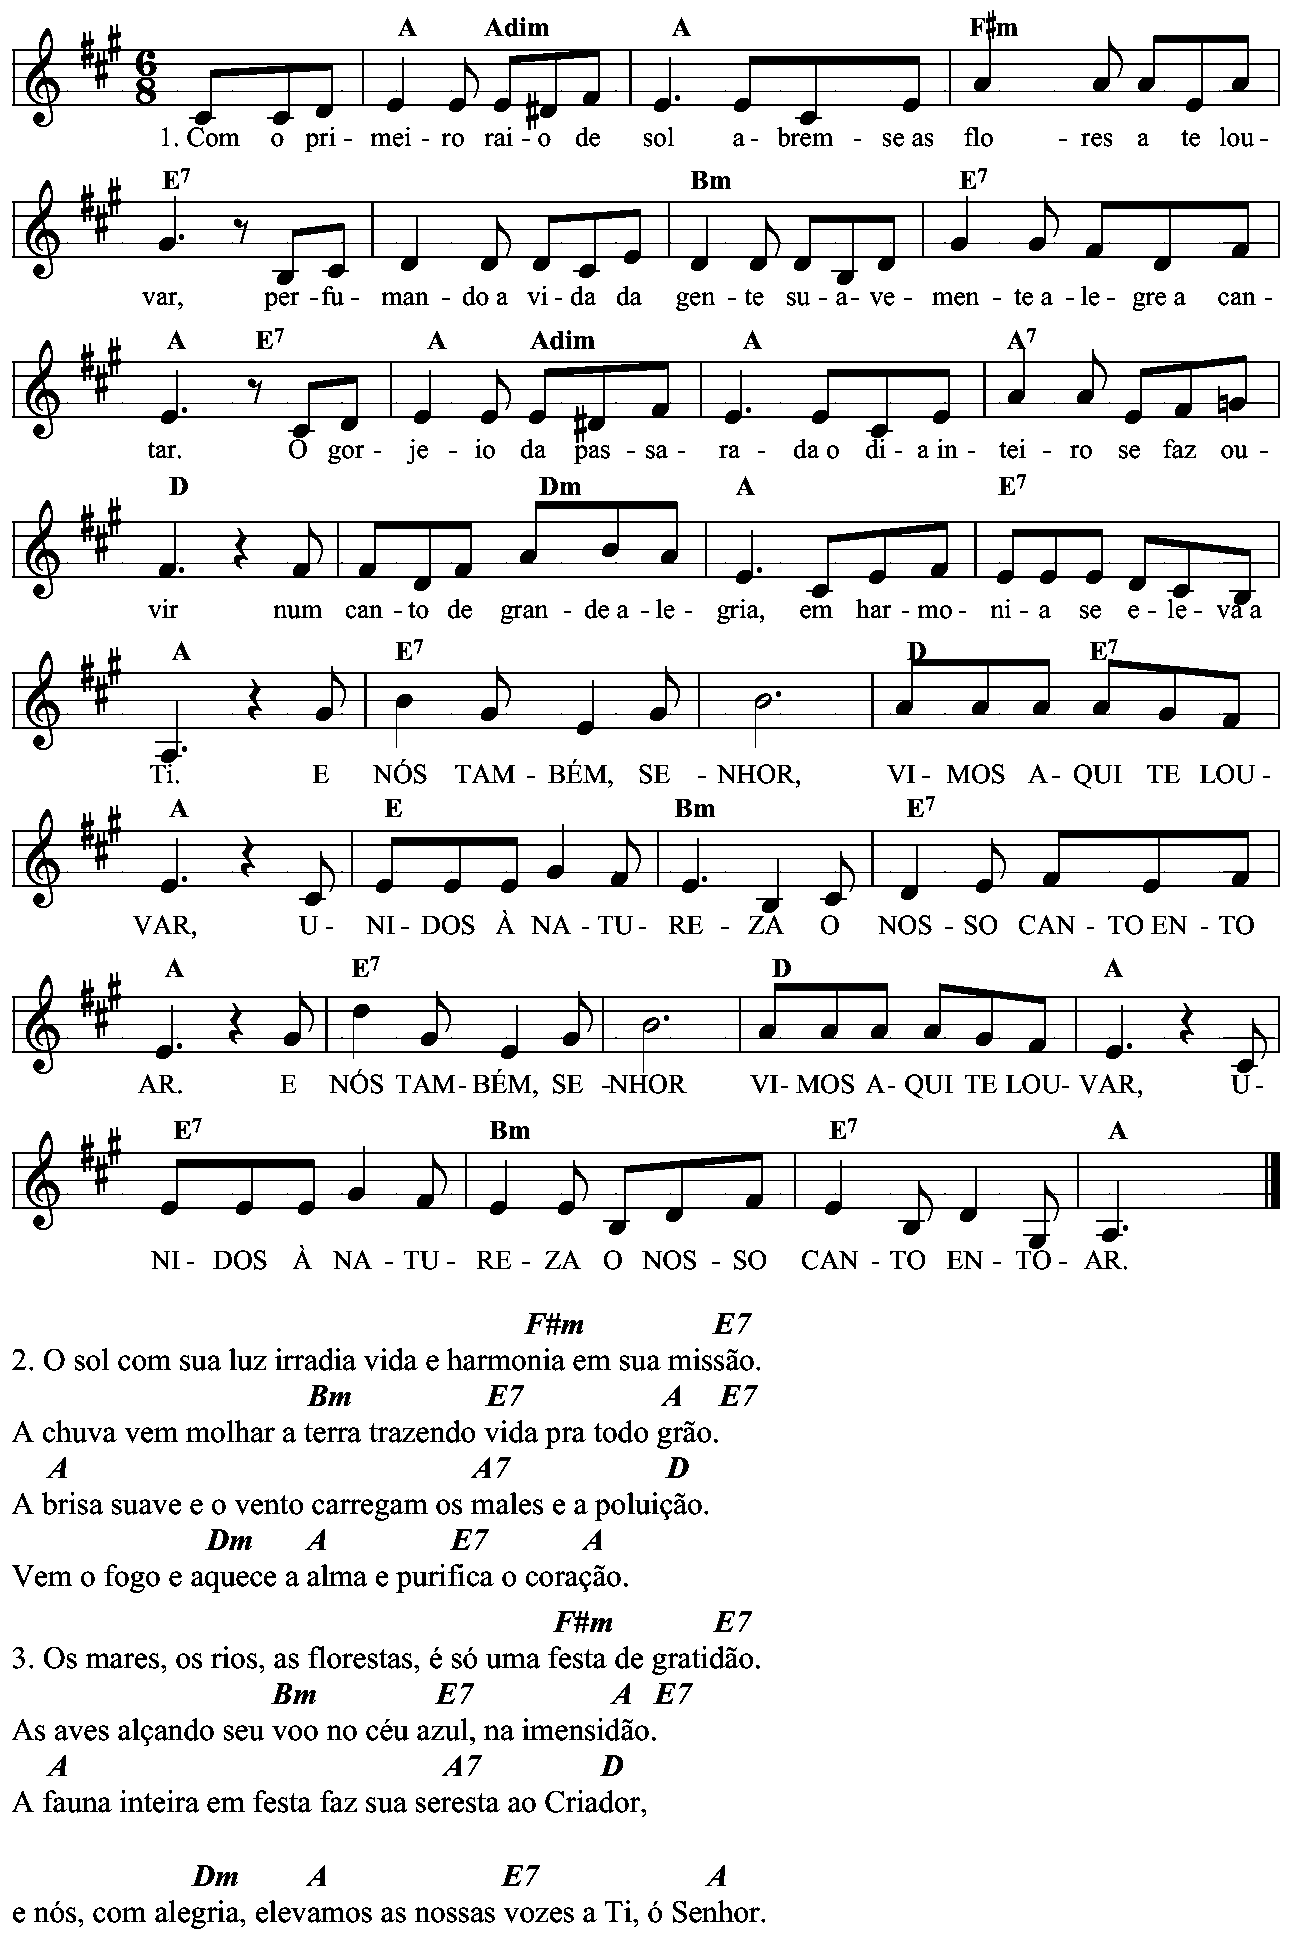 A Adim A F#m
6
8
1. Com o pri - mei - ro rai - o de sol a - brem - se as flo - res a te lou -
E7 Bm E7
var, per - fu - man - do a vi - da da gen - te su - a - ve - men - te a - le - gre a can -
A E7 A Adim A A7
tar. O gor - je - io da pas - sa - ra - da o di - a in - tei - ro se faz ou -
D Dm A E7
vir num can - to de gran - de a - le - gria, em har - mo - ni - a se e - le - va a
A E7 D E7
Ti. E NÓS TAM - BÉM, SE - NHOR, VI - MOS A - QUI TE LOU -
A E Bm E7
VAR, U - NI - DOS À NA - TU - RE - ZA O NOS - SO CAN - TO EN - TO
A E7 D A
AR. E NÓS TAM - BÉM, SE - NHOR VI - MOS A - QUI TE LOU - VAR, U -
E7 Bm E7 A
NI - DOS À NA - TU - RE - ZA O NOS - SO CAN - TO EN - TO - AR.
F#m E7
2. O sol com sua luz irradia vida e harmonia em sua missão.
Bm E7 A E7
A chuva vem molhar a terra trazendo vida pra todo grão.
A A7 D
A brisa suave e o vento carregam os males e a poluição.
Dm A E7 A
Vem o fogo e aquece a alma e purifica o coração.
F#m E7
3. Os mares, os rios, as florestas, é só uma festa de gratidão.
Bm E7 A E7
As aves alçando seu voo no céu azul, na imensidão.
A A7 D
A fauna inteira em festa faz sua seresta ao Criador,
Dm A E7 A
e nós, com alegria, elevamos as nossas vozes a Ti, ó Senhor.